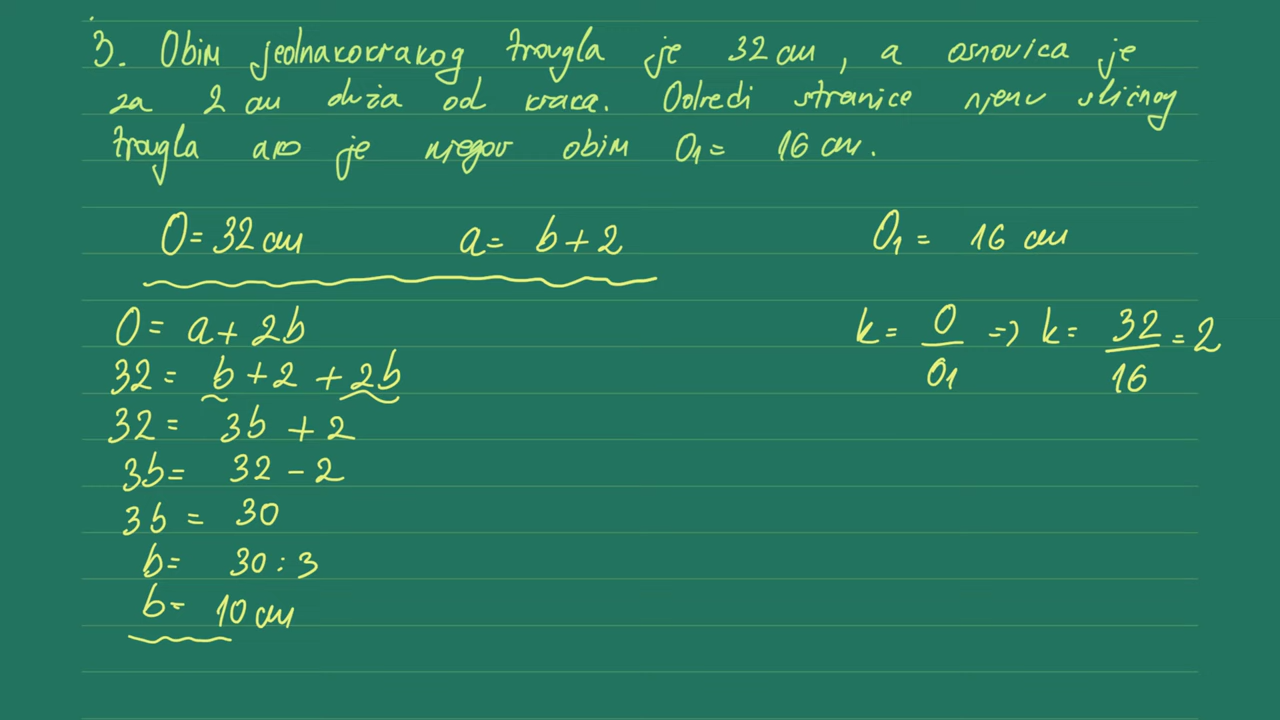 3. Obim jednakokrakog trougla je 32 cm, a osnovica je
za 2 cm duža od kraka. Odredi stranice njemu sličnog
trougla ako je njegov obim O₁ = 16 cm.
O = 32 cm a = b + 2 O₁ = 16 cm
O = a + 2b
32 = b + 2 + 2b
32 = 3b + 2
3b = 32 - 2
3b = 30
b = 30 : 3
b = 10 cm
k = O/O₁ => k = 32/16 = 2